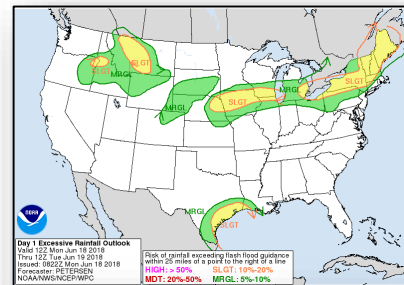 SLGT
SLGT
MRGL
SLGT
MRGL
SLGT
MRGL
MRGL
MRGL
SLGT
NOAA
Day 1 Excessive Rainfall Outlook
Valid 12Z Mon Jun 18 2018
Thru 12Z Tue Jun 19 2018
Issued: 0822Z Mon Jun 18 2018
Forecaster: PETERSEN
NOAA/NWS/NCEP/WPC
Risk of rainfall exceeding flash flood guidance
within 25 miles of a point to the right of a line
HIGH: > 50% SLGT: 10%-20%
MDT: 20%-50% MRGL: 5%-10%